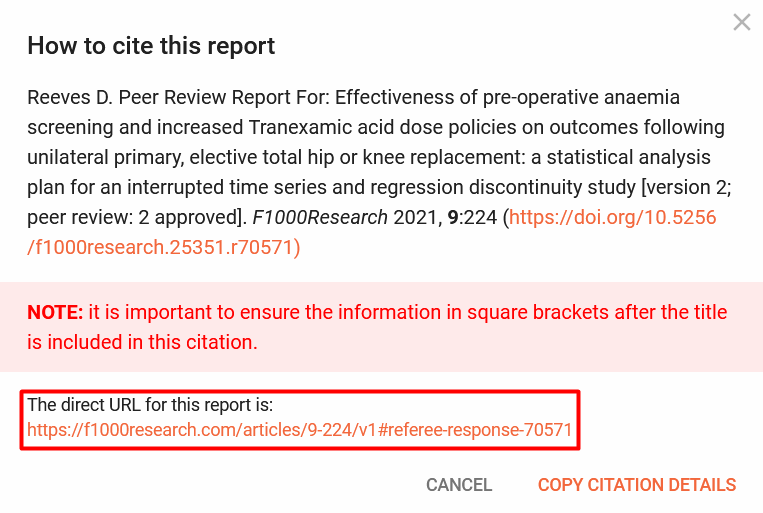 How to cite this report
Reeves D. Peer Review Report For: Effectiveness of pre-operative anaemia
screening and increased Tranexamic acid dose policies on outcomes following
unilateral primary, elective total hip or knee replacement: a statistical analysis
plan for an interrupted time series and regression discontinuity study [version 2;
peer review: 2 approved]. F1000Research 2021, 9:224 (https://doi.org/10.5256
/f1000research.25351.r70571)
NOTE: it is important to ensure the information in square brackets after the title
is included in this citation.
The direct URL for this report is:
https://f1000research.com/articles/9-224/v1#referee-response-70571
CANCEL COPY CITATION DETAILS